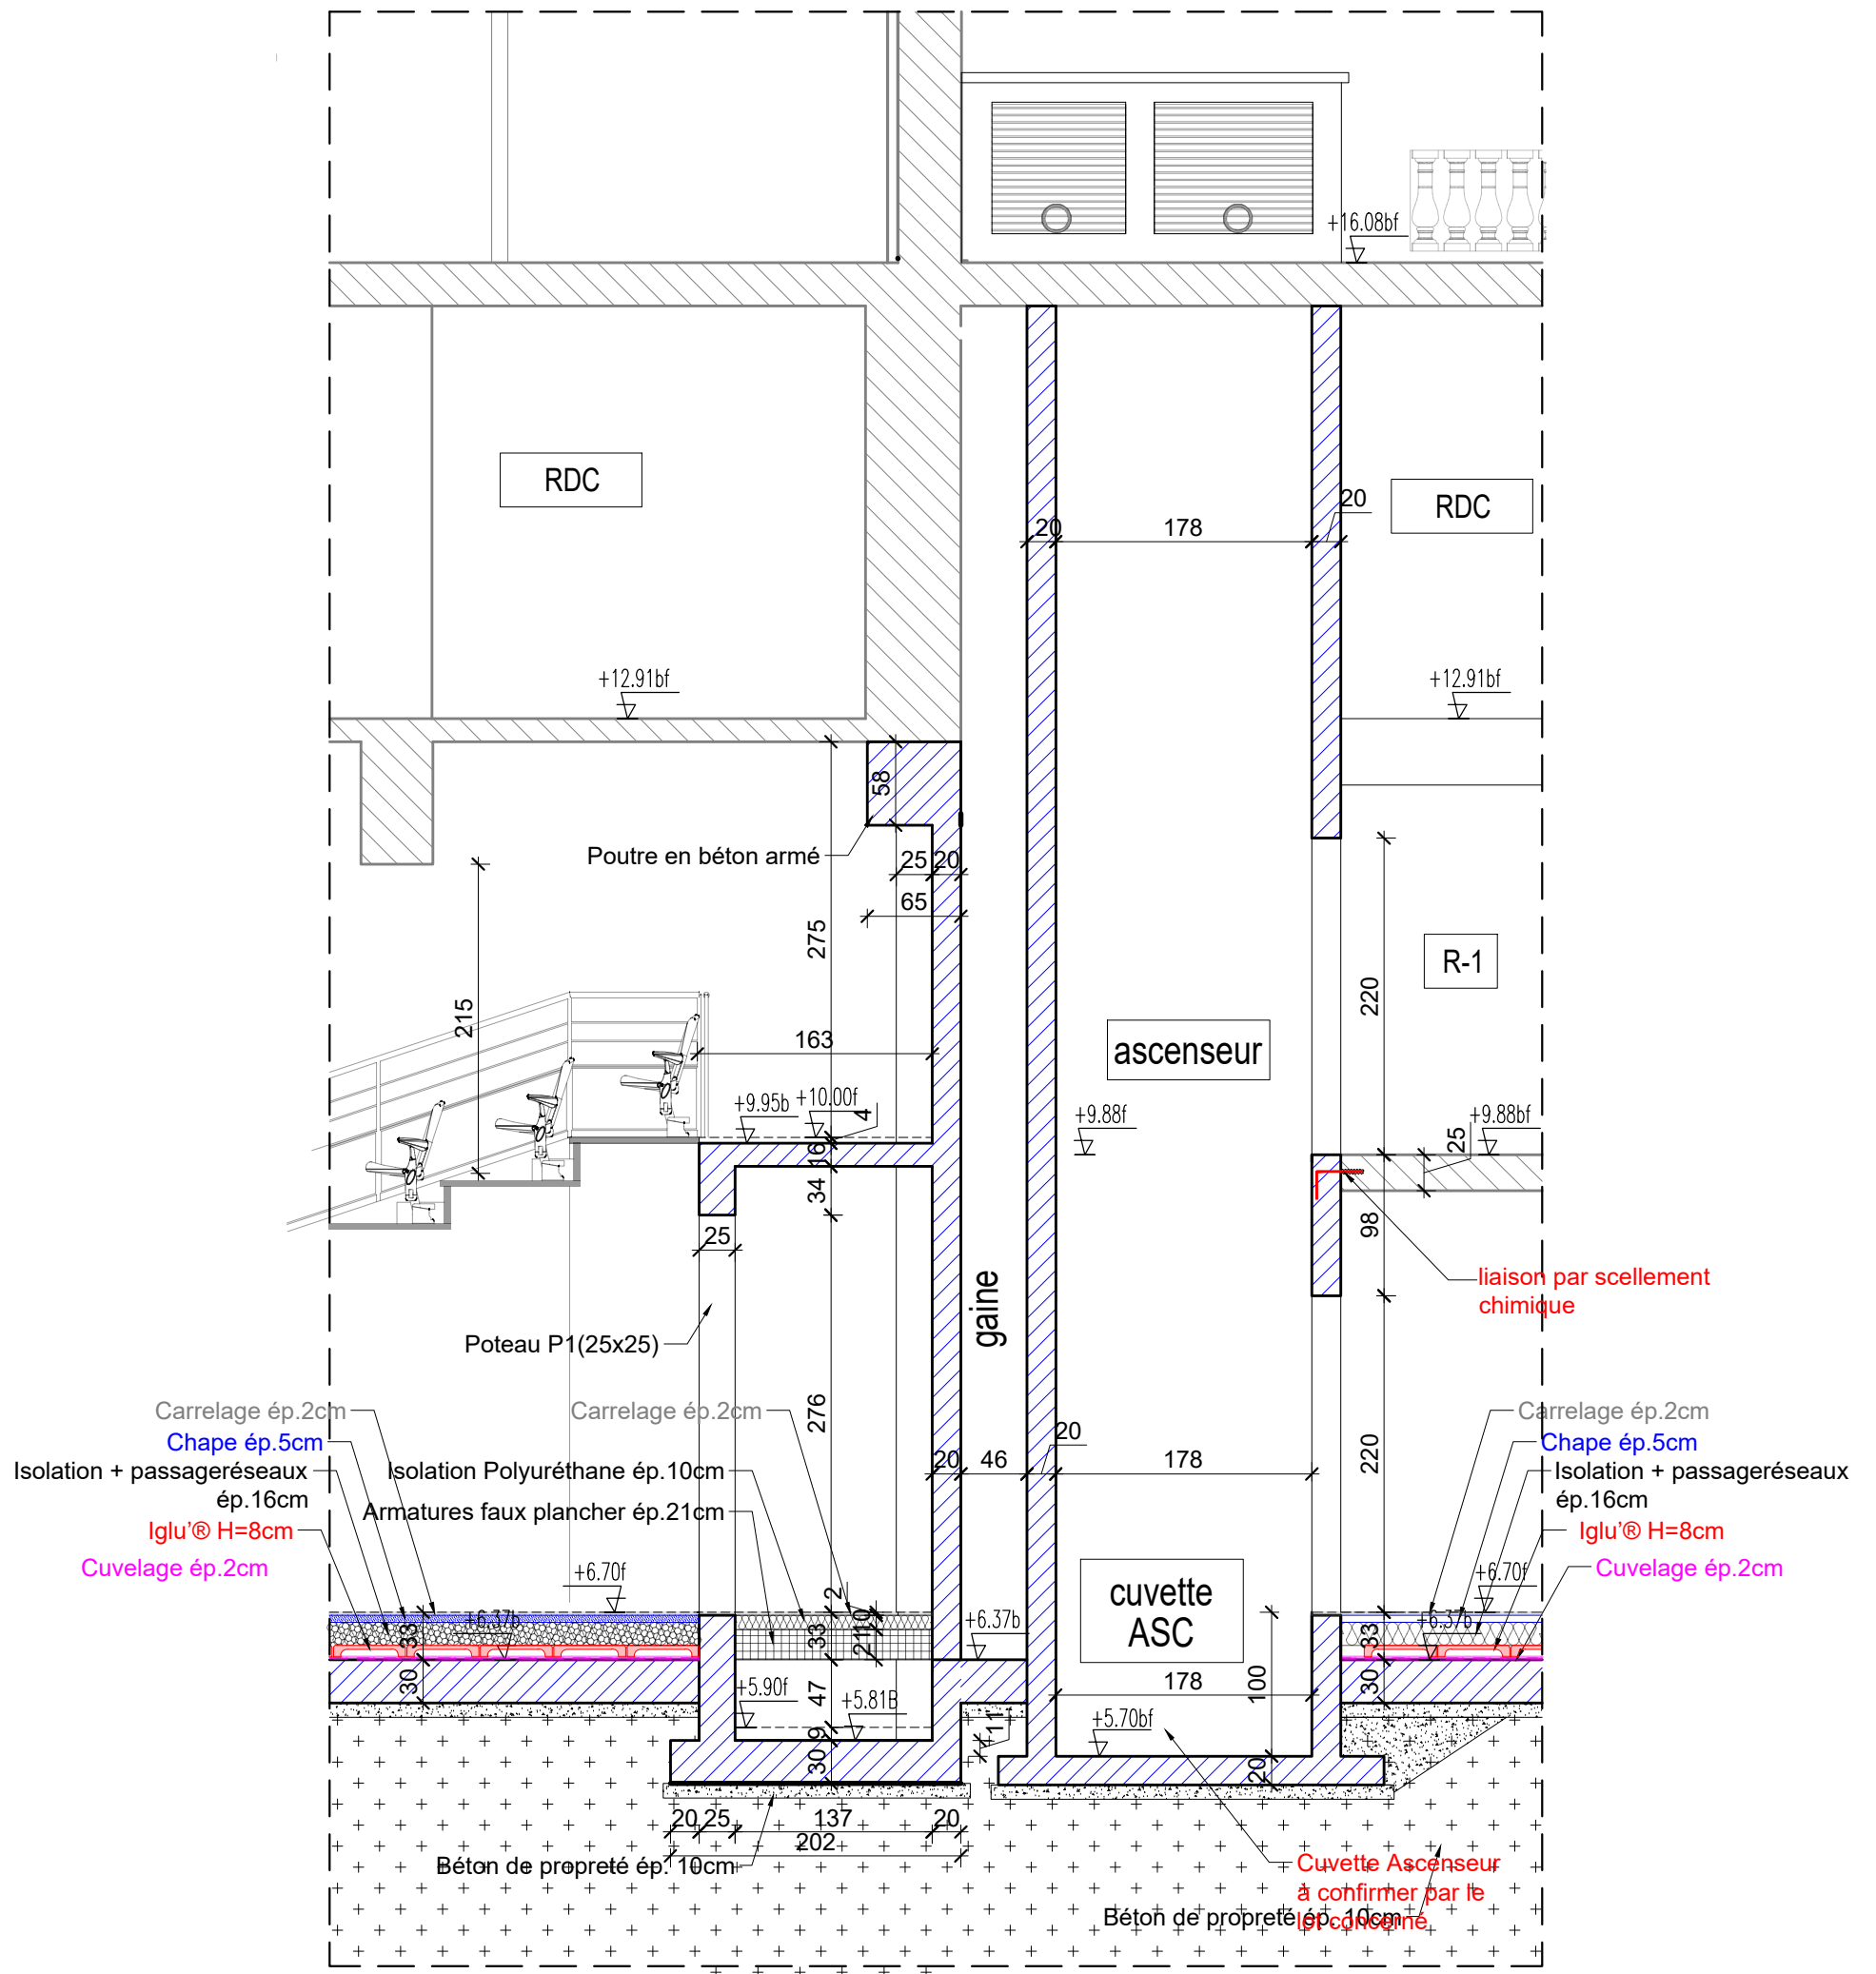 +16.08bf
RDC
RDC
20
178
20
+12.91bf
+12.91bf
58
Poutre en béton armé
25
20
65
275
215
220
R-1
ascenseur
163
+9.95b
+10.00f
4
+9.88f
+9.88bf
25
16
34
25
98
liaison par scellement
chimique
gaine
Poteau P1(25x25)
276
220
Carrelage ép.2cm
Chape ép.5cm
Isolation + passageréseaux
ép.16cm
Iglu'® H=8cm
Cuvelage ép.2cm
Carrelage ép.2cm
Isolation Polyuréthane ép.10cm
Armatures faux plancher ép.21cm
20
46
20
178
Carrelage ép.2cm
Chape ép.5cm
Isolation + passageréseaux
ép.16cm
Iglu'® H=8cm
Cuvelage ép.2cm
+6.70f
+6.37b
33
30
2
10
21
33
+6.37b
cuvette
ASC
+6.70f
+6.37b
33
30
+5.90f
47
+5.81B
9
30
11
178
100
+5.70bf
20
20
25
137
20
202
Béton de propreté ép. 10cm
Cuvette Ascenseur
à confirmer par le
lot concerné
Béton de propreté ép. 10cm